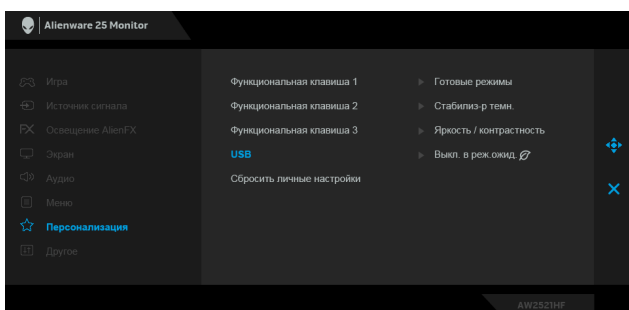 Alienware 25 Monitor
Игра
Источник сигнала
FX Освещение AlienFX
Экран
Аудио
Меню
Персонализация
Другое
Функциональная клавиша 1 Готовые режимы
Функциональная клавиша 2 Стабилиз-р темн.
Функциональная клавиша 3 Яркость / контрастность
USB Выкл. в реж.ожид.
Сбросить личные настройки
AW2521HF